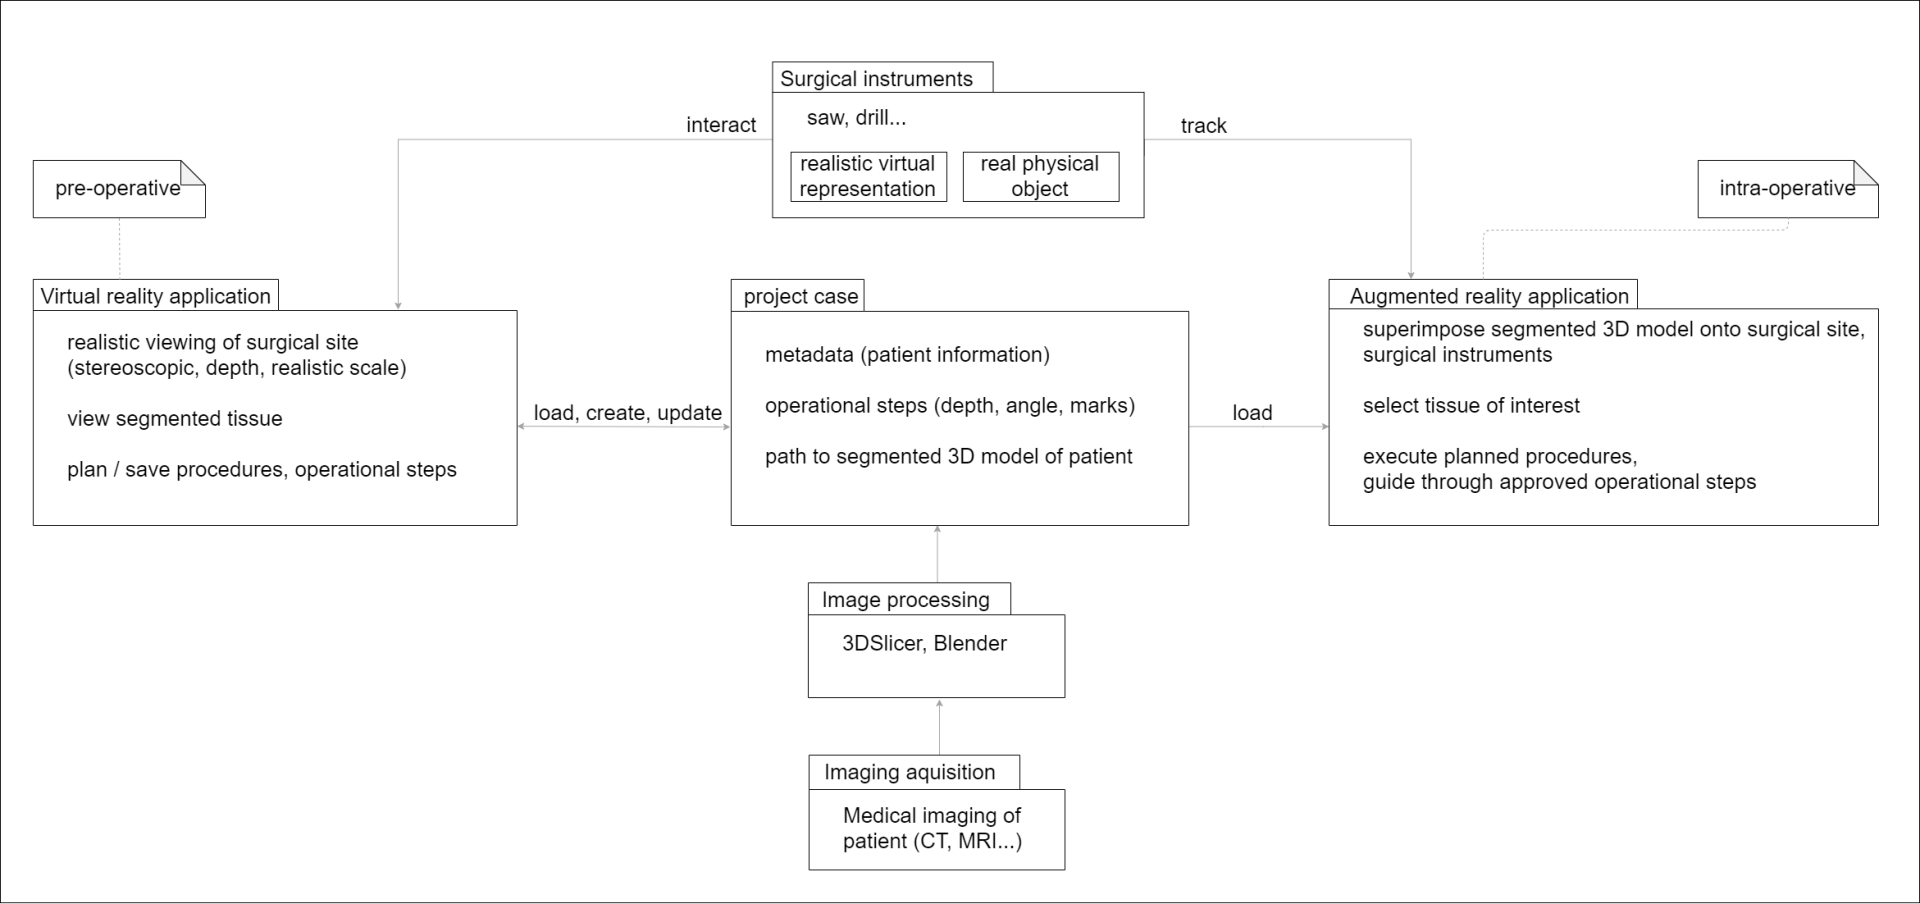 Surgical instruments
saw, drill...
interact
track
realistic virtual
representation
real physical
object
pre-operative
intra-operative
Virtual reality application
realistic viewing of surgical site
(stereoscopic, depth, realistic scale)
view segmented tissue
plan / save procedures, operational steps
load, create, update
project case
metadata (patient information)
operational steps (depth, angle, marks)
path to segmented 3D model of patient
load
Augmented reality application
superimpose segmented 3D model onto surgical site,
surgical instruments
select tissue of interest
execute planned procedures,
guide through approved operational steps
Image processing
3DSlicer, Blender
Imaging aquisition
Medical imaging of
patient (CT, MRI...)